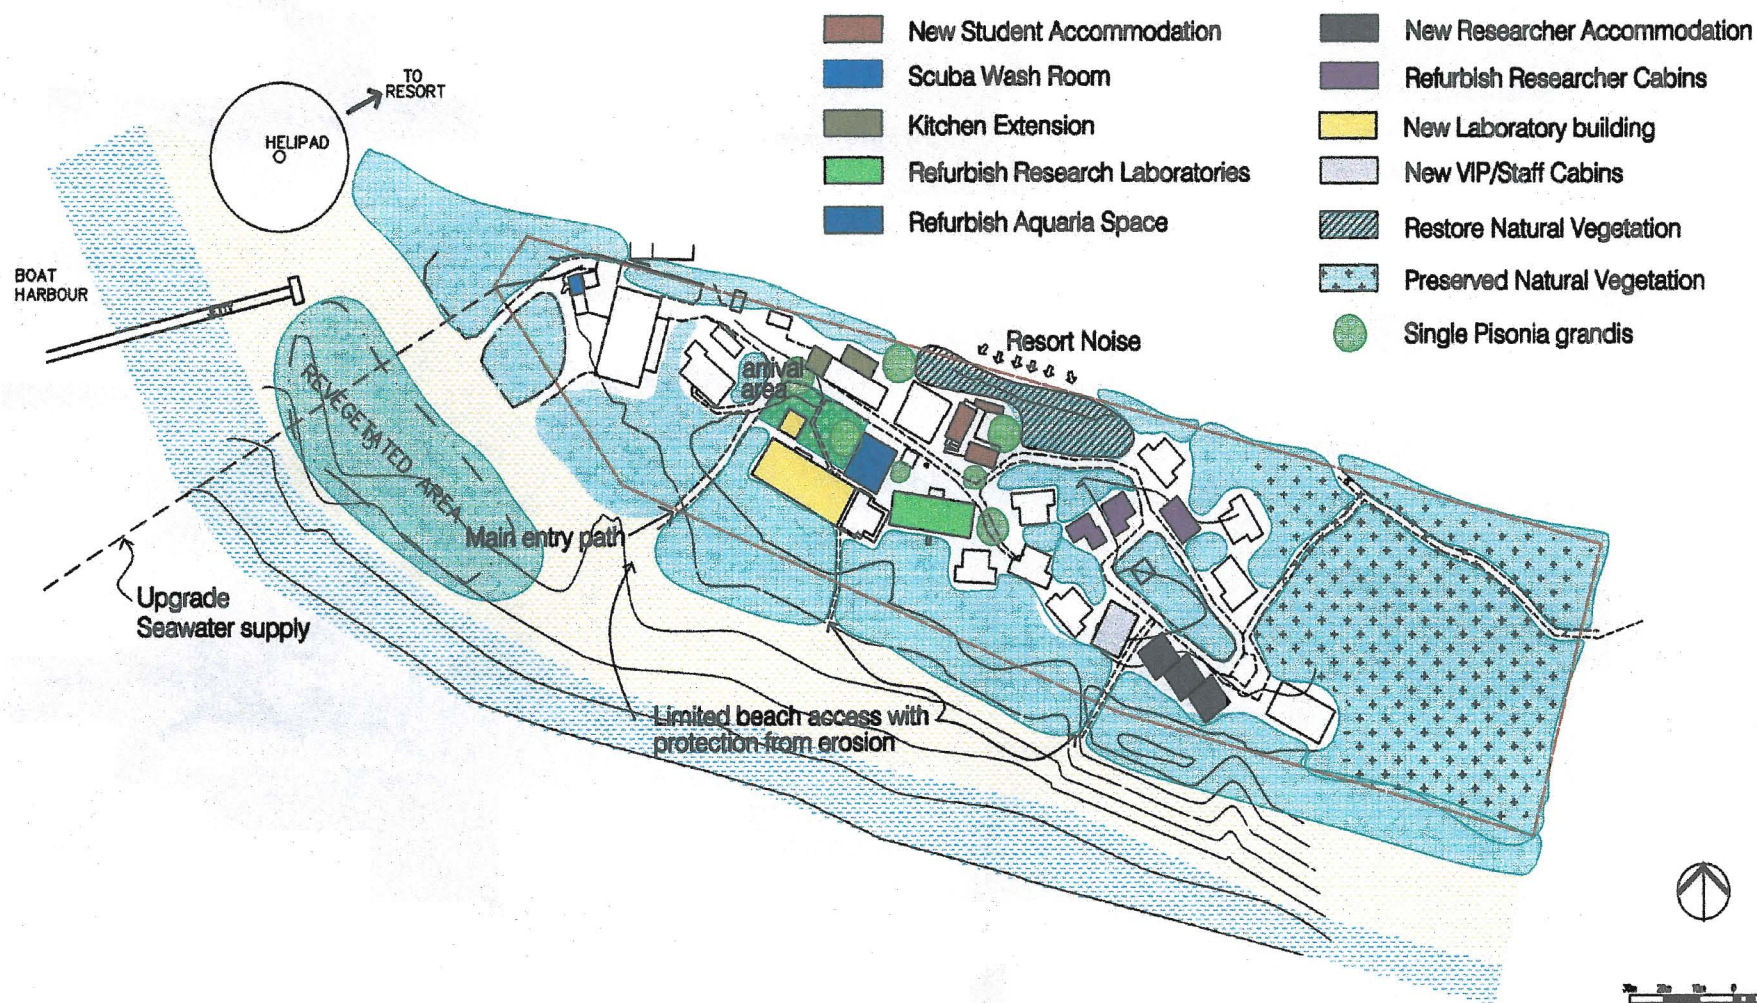 New Student Accommodation
Scuba Wash Room
Kitchen Extension
Refurbish Research Laboratories
Refurbish Aquaria Space
New Researcher Accommodation
Refurbish Researcher Cabins
New Laboratory building
New VIP/Staff Cabins
Restore Natural Vegetation
Preserved Natural Vegetation
Single Pisonia grandis
TO
RESORT
HELIPAD
BOAT
HARBOUR
Resort Noise
arrival
area
REVEGETATED AREA
Main entry path
Upgrade
Seawater supply
Limited beach access with
protection from erosion